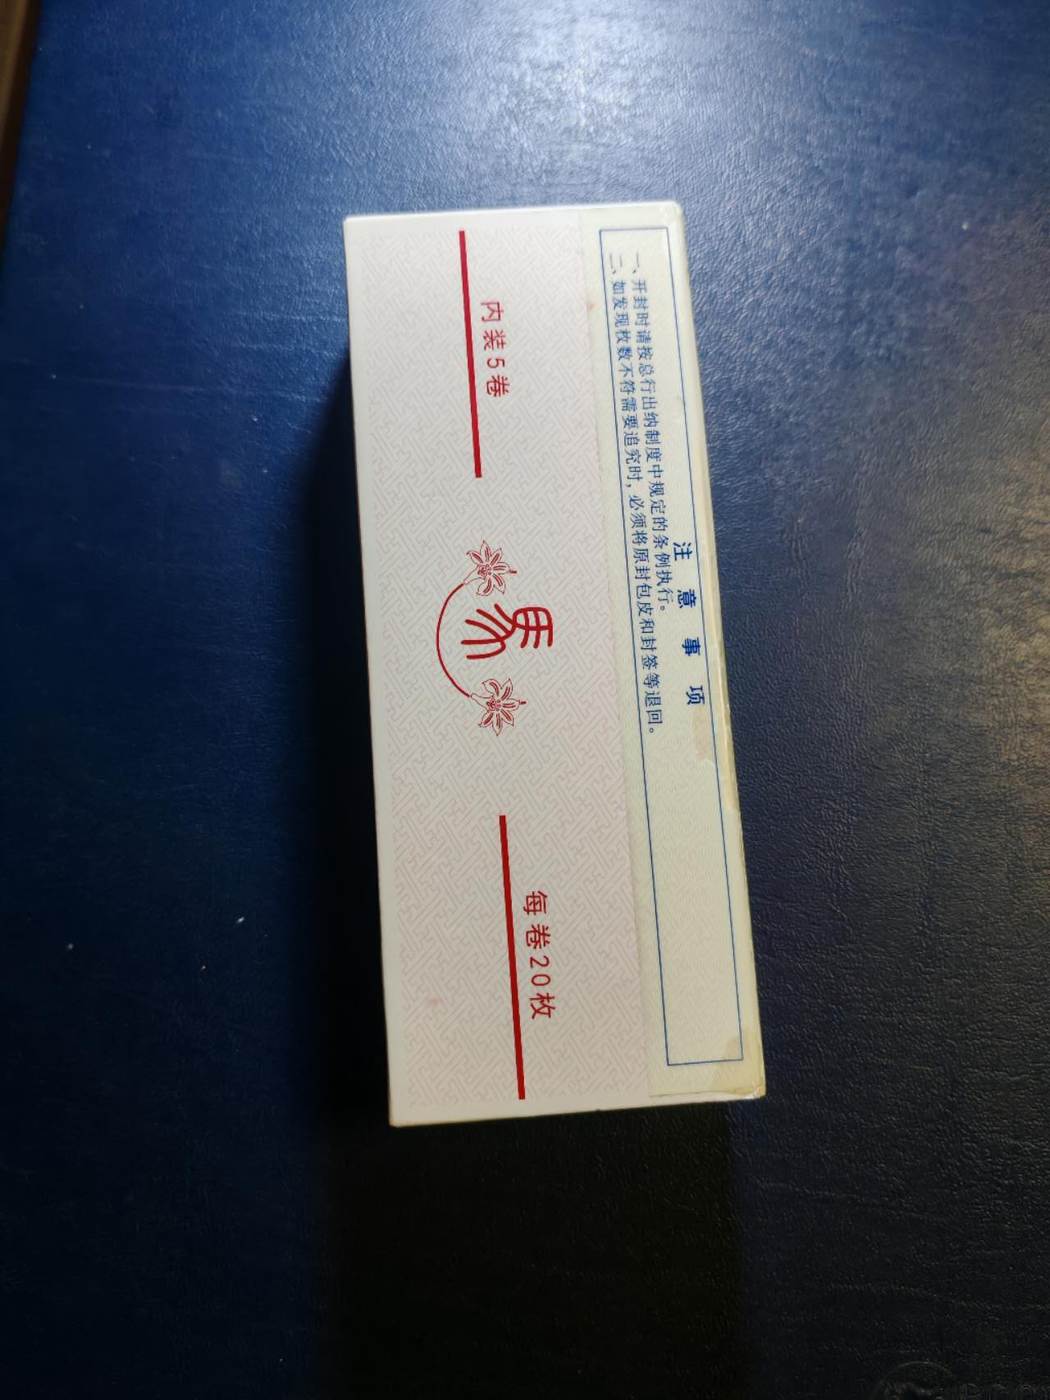 注意事项
一、开封时请按总行出纳制度中规定的条例执行。
二、如发现枚数不符需要追究时，必须将原封包皮和封签等退回。
内装5卷
每卷20枚